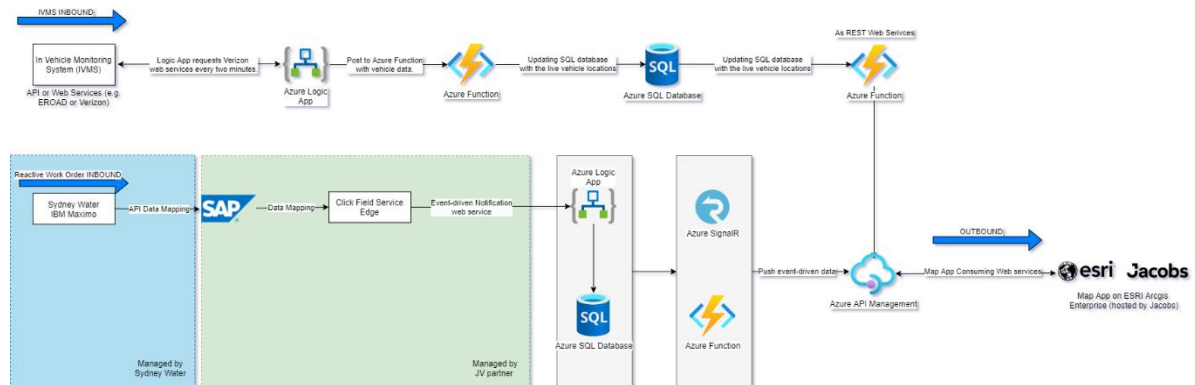 IVMS INBOUND
In Vehicle Monitoring
System (IVMS)
API or Web Services (e.g.
EROAD or Verizon)
Logic App requests Verizon
web services every two minutes.
Azure Logic
App
Post to Azure Function
with vehicle data.
Azure Function
Updating SQL database
with the live vehicle locations
SQL
Azure SQL Database
Updating SQL database
with the live vehicle locations
As REST Web Serivces
Azure Function
Reactive Work Order INBOUND
Sydney Water
IBM Maximo
API Data Mapping
SAP
Data Mapping
Click Field Service
Edge
Event-driven Notification
web service
Managed by
Sydney Water
Managed by
JV partner
Azure Logic
App
SQL
Azure SQL Database
Azure SignalR
Azure Function
Push event-driven data
Azure API Management
OUTBOUND
Map App Consuming Web services
esri Jacobs
Map App on ESRI Arcgis
Enterprise (hosted by Jacobs)